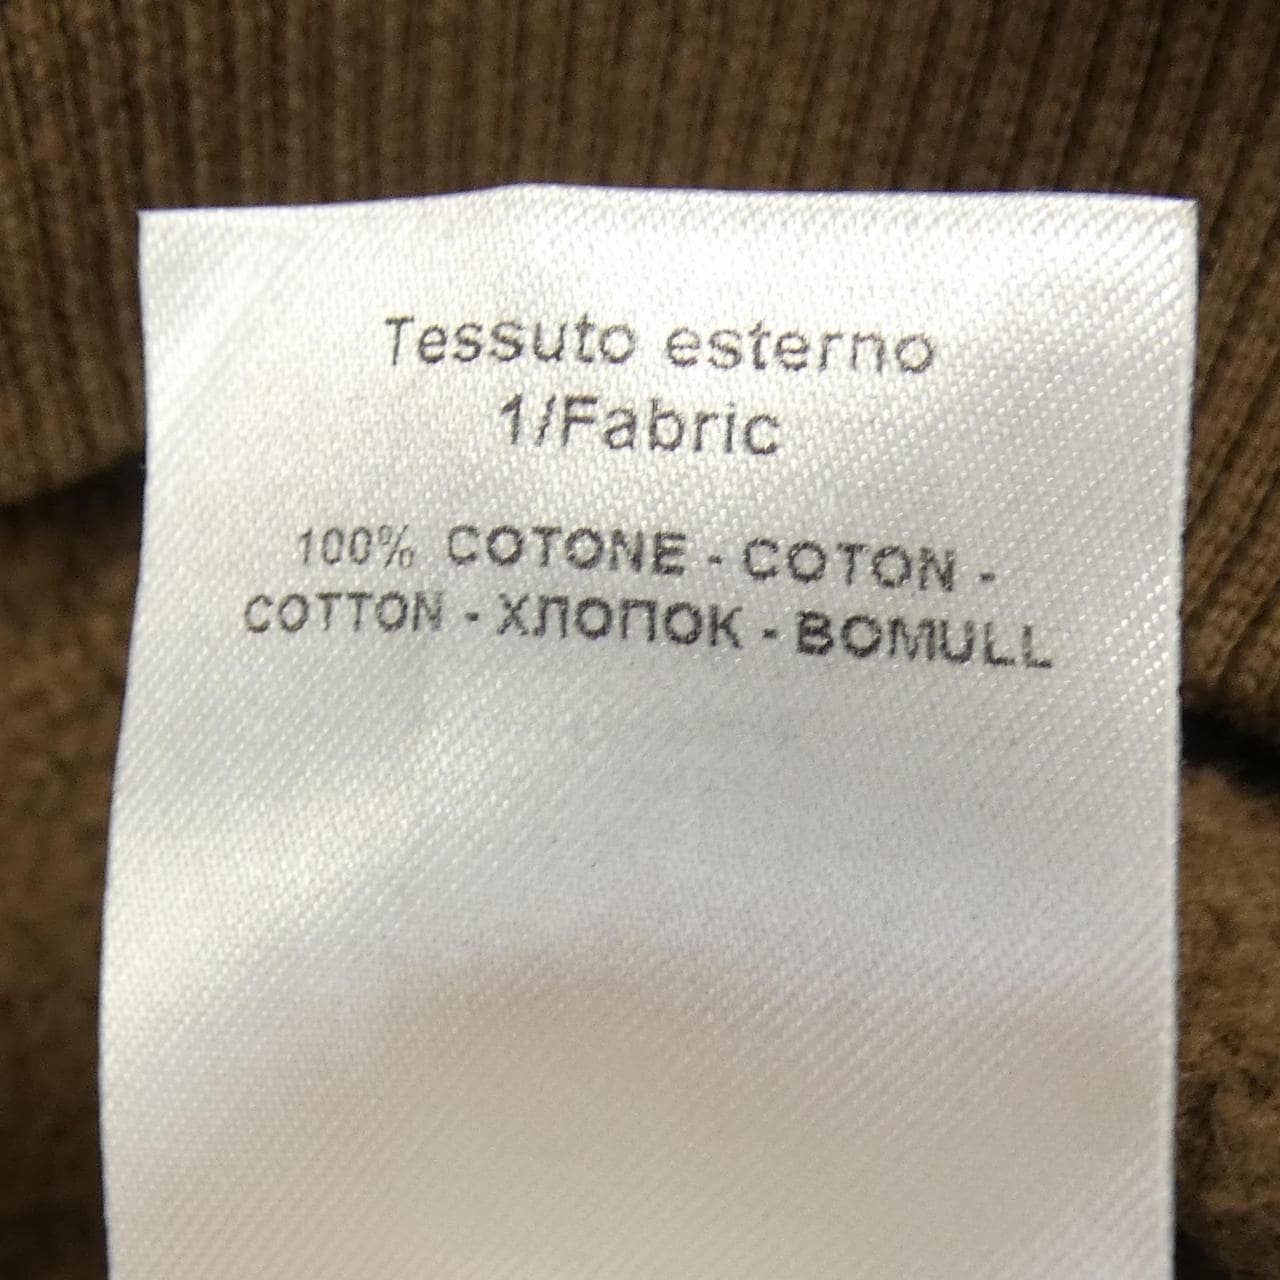 Tessuto esterno
1/Fabric
100% COTONE - COTON -
COTTON - ХЛОПОК - BOMULL